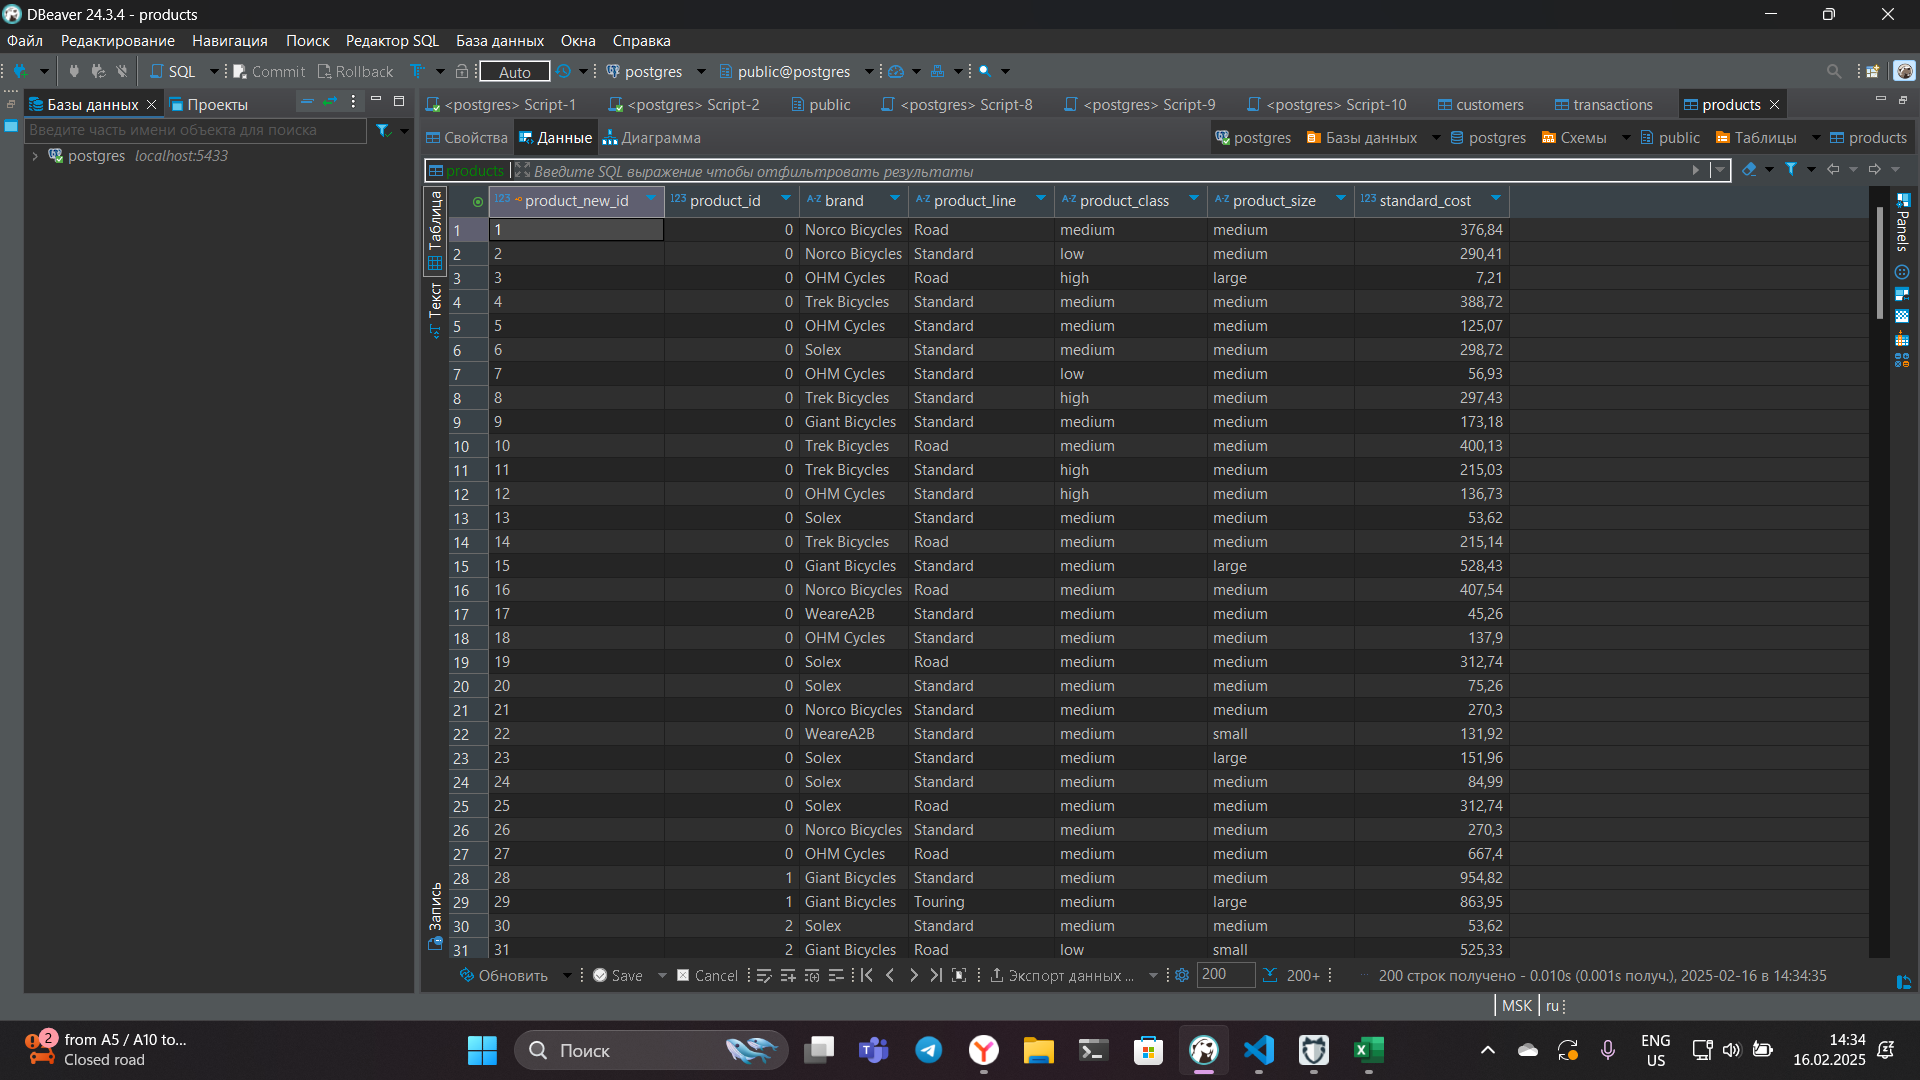 DBeaver 24.3.4 - products
Файл Редактирование Навигация Поиск Редактор SQL База данных Окна Справка
SQL Commit Rollback Auto postgres public@postgres
Базы данных Проекты
<postgres> Script-1 <postgres> Script-2 public <postgres> Script-8 <postgres> Script-9 <postgres> Script-10 customers transactions products
Введите часть имени объекта для поиска
postgres localhost:5433
Свойства Данные Диаграмма
postgres Базы данных postgres Схемы public Таблицы products
products Введите SQL выражение чтобы отфильтровать результаты
Таблица
Текст
Запись
Panels
123 product_new_id 123 product_id A-Z brand A-Z product_line A-Z product_class A-Z product_size 123 standard_cost
1 1 0 Norco Bicycles Road medium medium 376,84
2 2 0 Norco Bicycles Standard low medium 290,41
3 3 0 OHM Cycles Road high large 7,21
4 4 0 Trek Bicycles Standard medium medium 388,72
5 5 0 OHM Cycles Standard medium medium 125,07
6 6 0 Solex Standard medium medium 298,72
7 7 0 OHM Cycles Standard low medium 56,93
8 8 0 Trek Bicycles Standard high medium 297,43
9 9 0 Giant Bicycles Standard medium medium 173,18
10 10 0 Trek Bicycles Road medium medium 400,13
11 11 0 Trek Bicycles Standard high medium 215,03
12 12 0 OHM Cycles Standard high medium 136,73
13 13 0 Solex Standard medium medium 53,62
14 14 0 Trek Bicycles Road medium medium 215,14
15 15 0 Giant Bicycles Standard medium large 528,43
16 16 0 Norco Bicycles Road medium medium 407,54
17 17 0 WeareA2B Standard medium medium 45,26
18 18 0 OHM Cycles Standard medium medium 137,9
19 19 0 Solex Road medium medium 312,74
20 20 0 Solex Standard medium medium 75,26
21 21 0 Norco Bicycles Standard medium medium 270,3
22 22 0 WeareA2B Standard medium small 131,92
23 23 0 Solex Standard medium large 151,96
24 24 0 Solex Standard medium medium 84,99
25 25 0 Solex Road medium medium 312,74
26 26 0 Norco Bicycles Standard medium medium 270,3
27 27 0 OHM Cycles Road medium medium 667,4
28 28 1 Giant Bicycles Standard medium medium 954,82
29 29 1 Giant Bicycles Touring medium large 863,95
30 30 2 Solex Standard medium medium 53,62
31 31 2 Giant Bicycles Road low small 525,33
Обновить Save Cancel Экспорт данных ... 200 200+ 200 строк получено - 0.010s (0.001s получ.), 2025-02-16 в 14:34:35
MSK ru
2 from A5 / A10 to...
Closed road
Поиск
ENG
US
14:34
16.02.2025